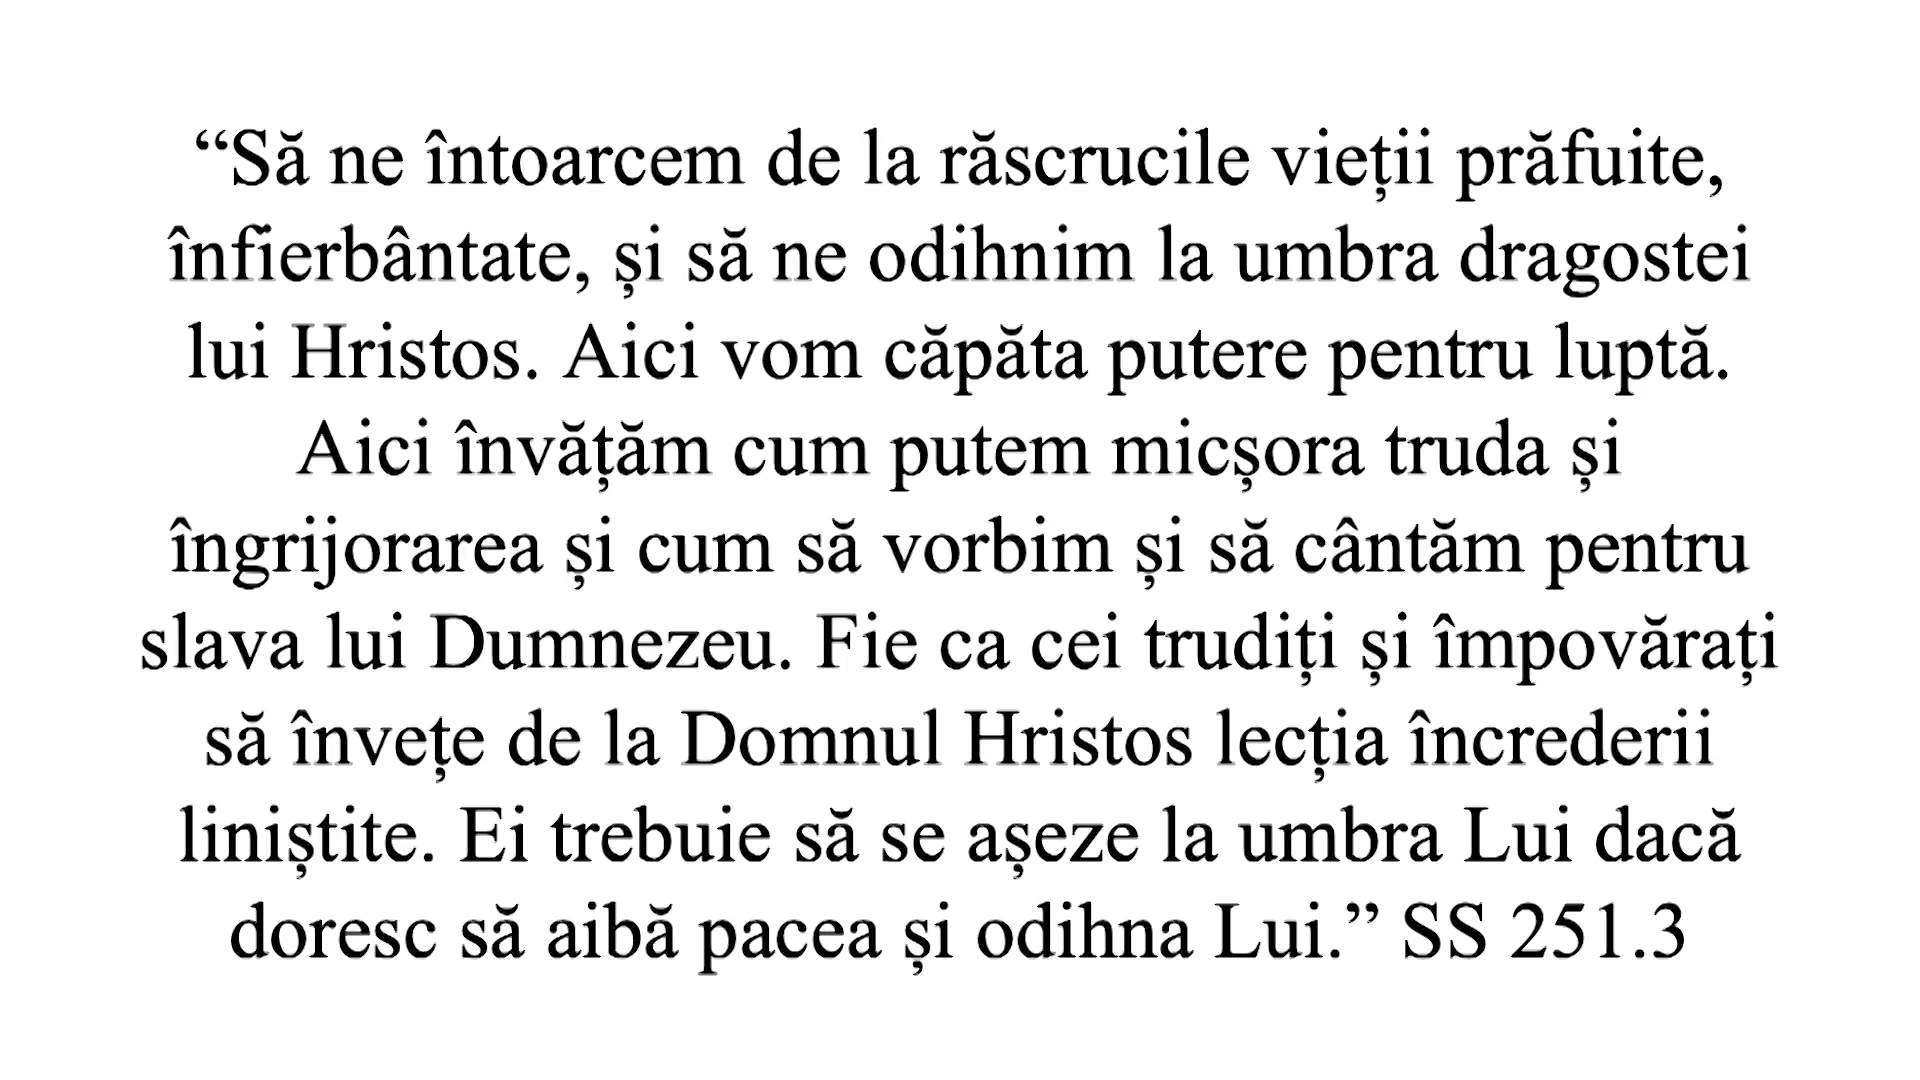 “Să ne întoarcem de la răscrucile vieții prăfuite,
înfierbântate, și să ne odihnim la umbra dragostei
lui Hristos. Aici vom căpăta putere pentru luptă.
Aici învățăm cum putem micșora truda și
îngrijorarea și cum să vorbim și să cântăm pentru
slava lui Dumnezeu. Fie ca cei trudiți și împovărați
să învețe de la Domnul Hristos lecția încrederii
liniștite. Ei trebuie să se așeze la umbra Lui dacă
doresc să aibă pacea și odihna Lui.” SS 251.3